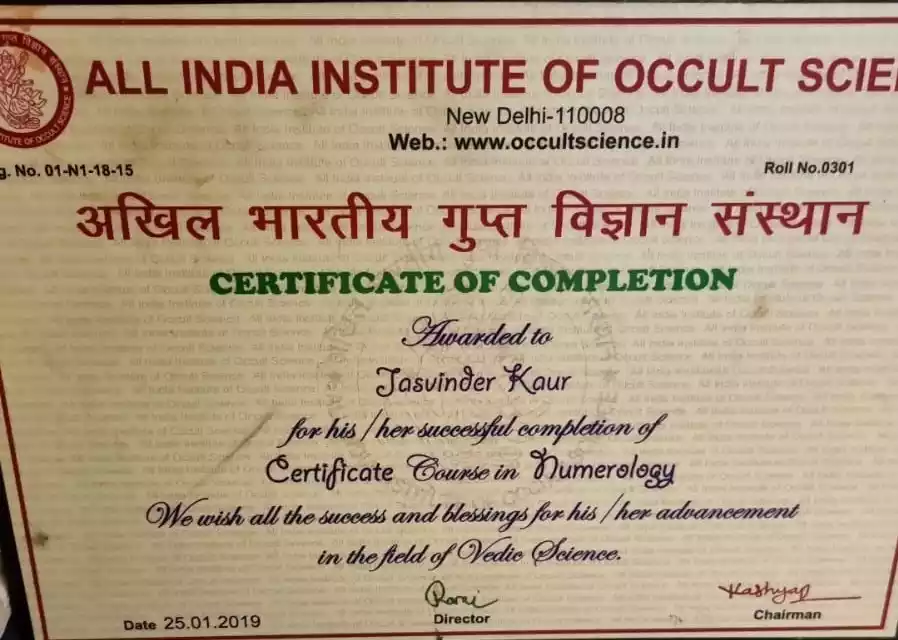 ALL INDIA INSTITUTE OF OCCULT SCIE
New Delhi-110008
Web.: www.occultscience.in
g. No. 01-N1-18-15 Roll No.0301
अखिल भारतीय गुप्त विज्ञान संस्थान
CERTIFICATE OF COMPLETION
Awarded to
Jasvinder Kaur
for his / her successful completion of
Certificate Course in Numerology
We wish all the success and blessings for his / her advancement
in the field of Vedic Science.
Kashyap
Director Chairman
Date 25.01.2019